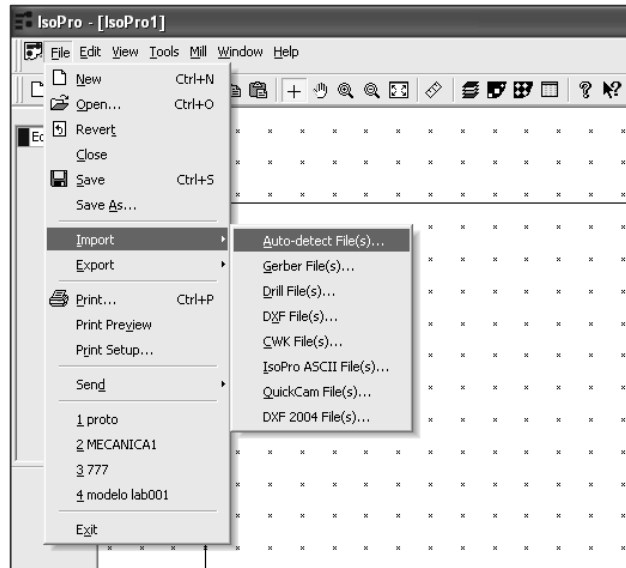 IsoPro - [IsoPro1]
File Edit View Tools Mill Window Help
New Ctrl+N
Open... Ctrl+O
Revert
Close
Save Ctrl+S
Save As...
Import
Export
Print... Ctrl+P
Print Preview
Print Setup...
Send
1 proto
2 MECANICA1
3 777
4 modelo lab001
Exit
Auto-detect File(s)...
Gerber File(s)...
Drill File(s)...
DXF File(s)...
CWK File(s)...
IsoPro ASCII File(s)...
QuickCam File(s)...
DXF 2004 File(s)...